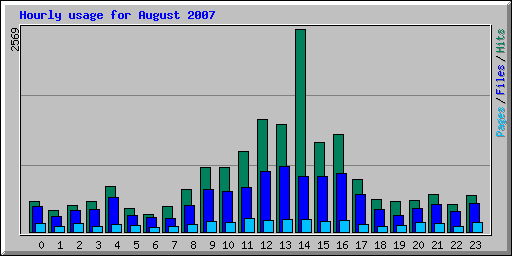 Hourly usage for August 2007
2569
Pages / Files / Hits
0 1 2 3 4 5 6 7 8 9 10 11 12 13 14 15 16 17 18 19 20 21 22 23